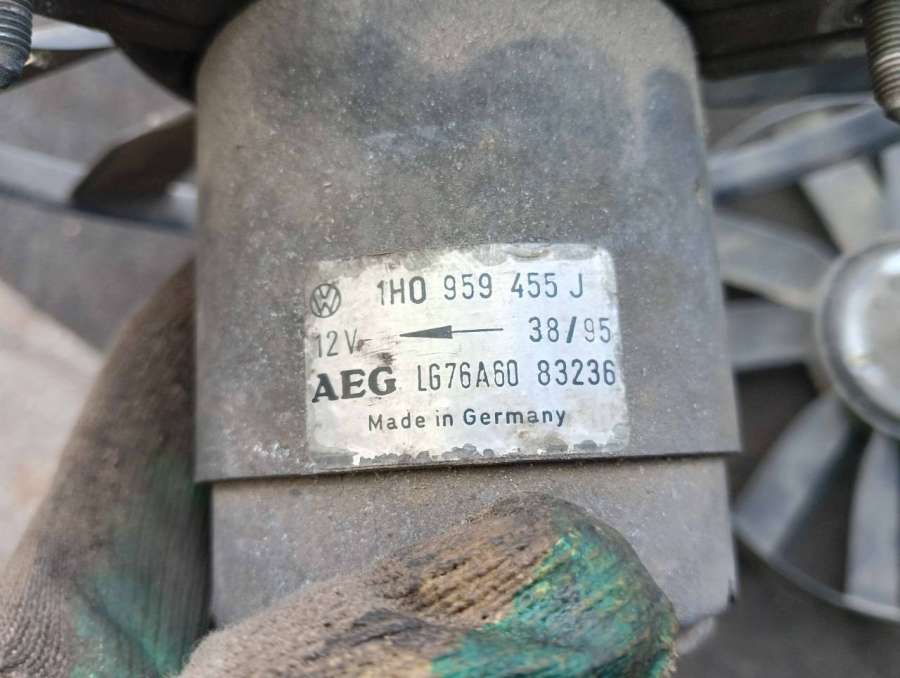 1H0 959 455 J
12V 38/95
AEG LG76A60 83236
Made in Germany